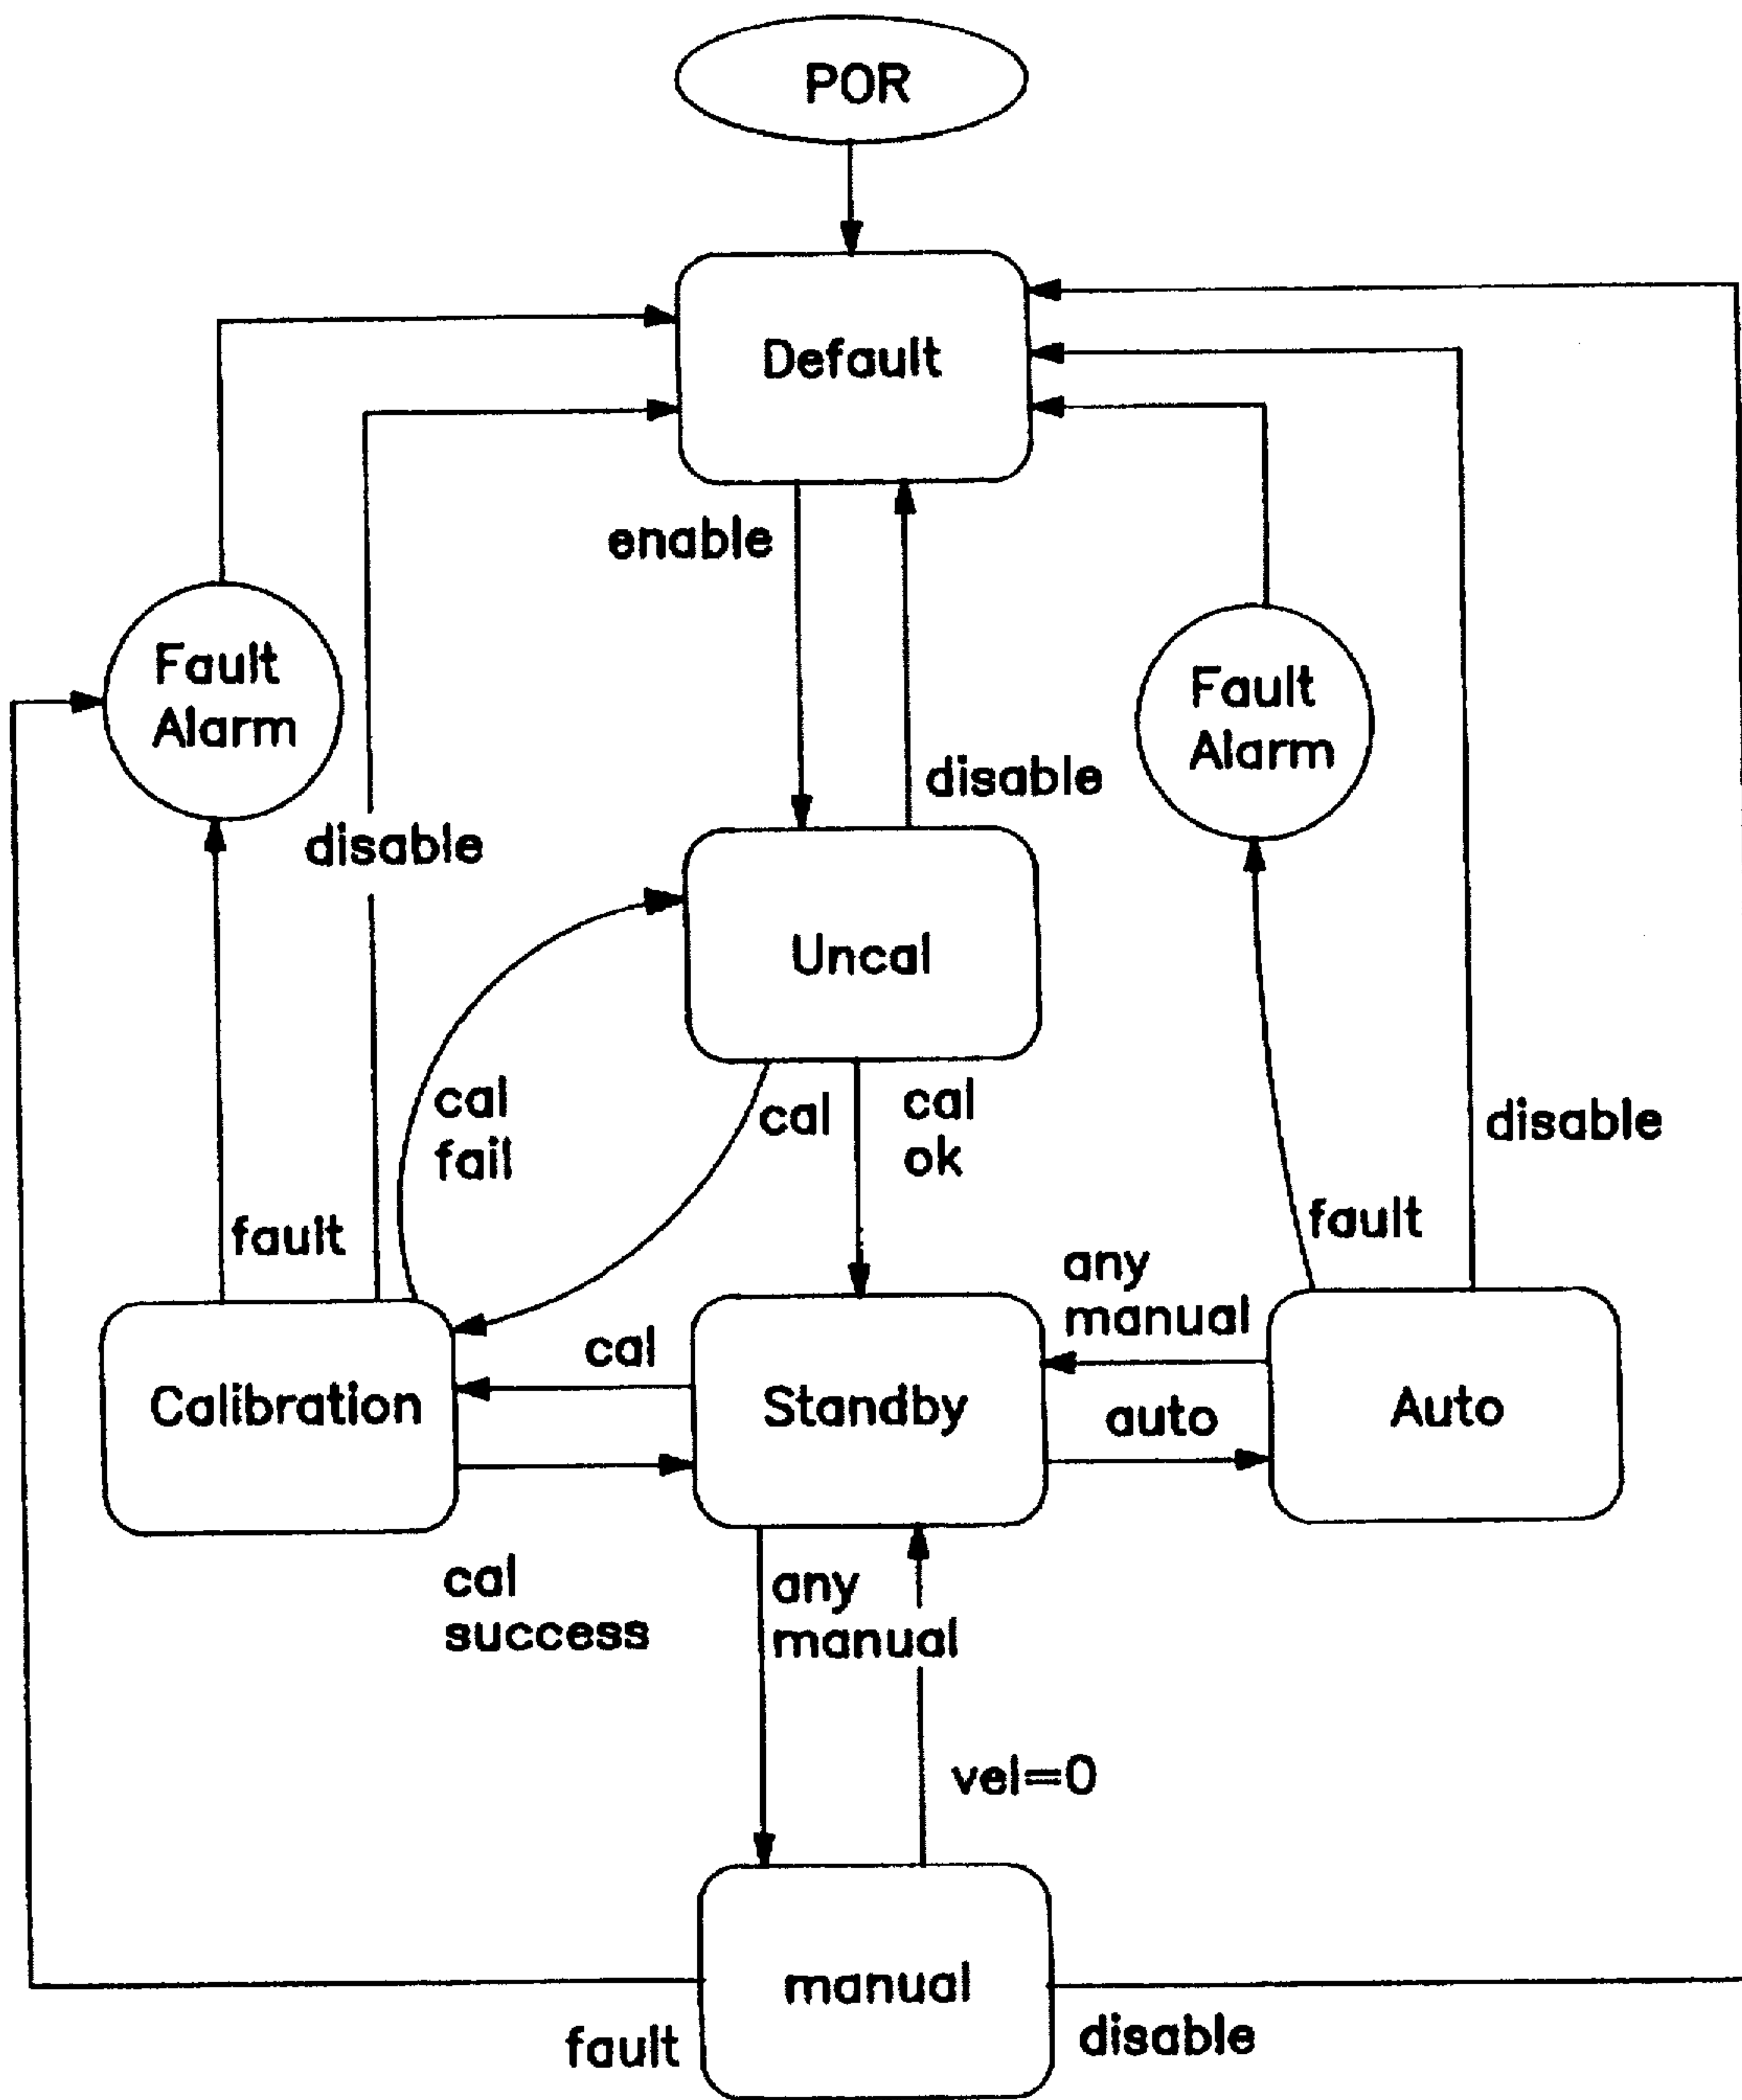 POR
Default
enable
Fault
Alarm
Fault
Alarm
disable
disable
Uncal
cal
fail
cal
cal
ok
disable
fault
fault
any
manual
cal
Calibration
Standby
auto
Auto
cal
success
any
manual
vel=0
manual
fault
disable